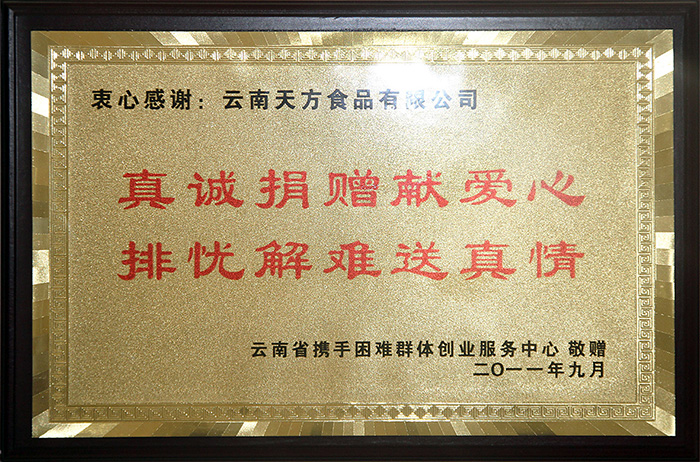 衷心感谢：云南天方食品有限公司
真诚捐赠献爱心
排忧解难送真情
云南省携手困难群体创业服务中心 敬赠
二〇一一年九月